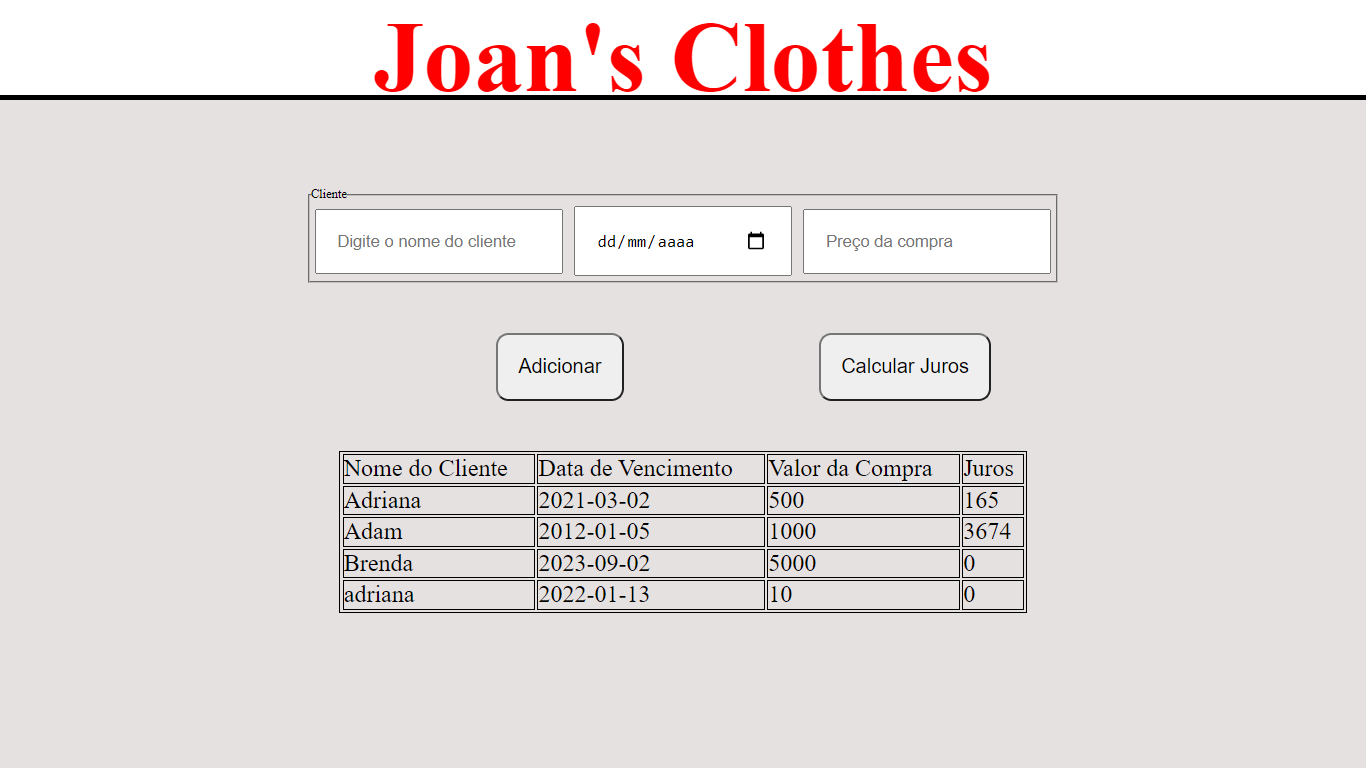 Joan's Clothes
Cliente
Digite o nome do cliente dd/mm/aaaa Preço da compra
Adicionar Calcular Juros
Nome do Cliente Data de Vencimento Valor da Compra Juros
Adriana 2021-03-02 500 165
Adam 2012-01-05 1000 3674
Brenda 2023-09-02 5000 0
adriana 2022-01-13 10 0